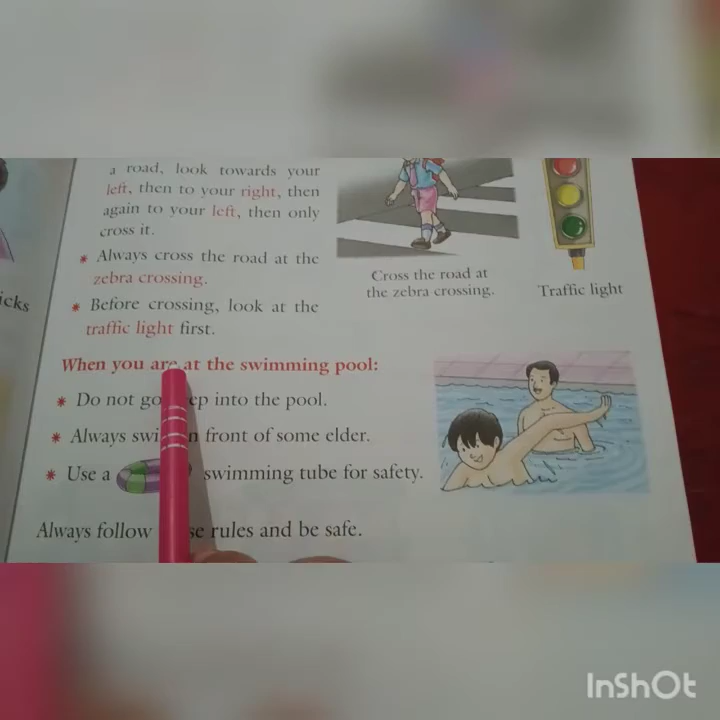 a road, look towards your
left, then to your right, then
again to your left, then only
cross it.
* Always cross the road at the
zebra crossing.
* Before crossing, look at the
traffic light first.
Cross the road at
the zebra crossing.
Traffic light
icks
When you are at the swimming pool:
* Do not go ep into the pool.
* Always swi n front of some elder.
* Use a swimming tube for safety.
Always follow se rules and be safe.
InShOt